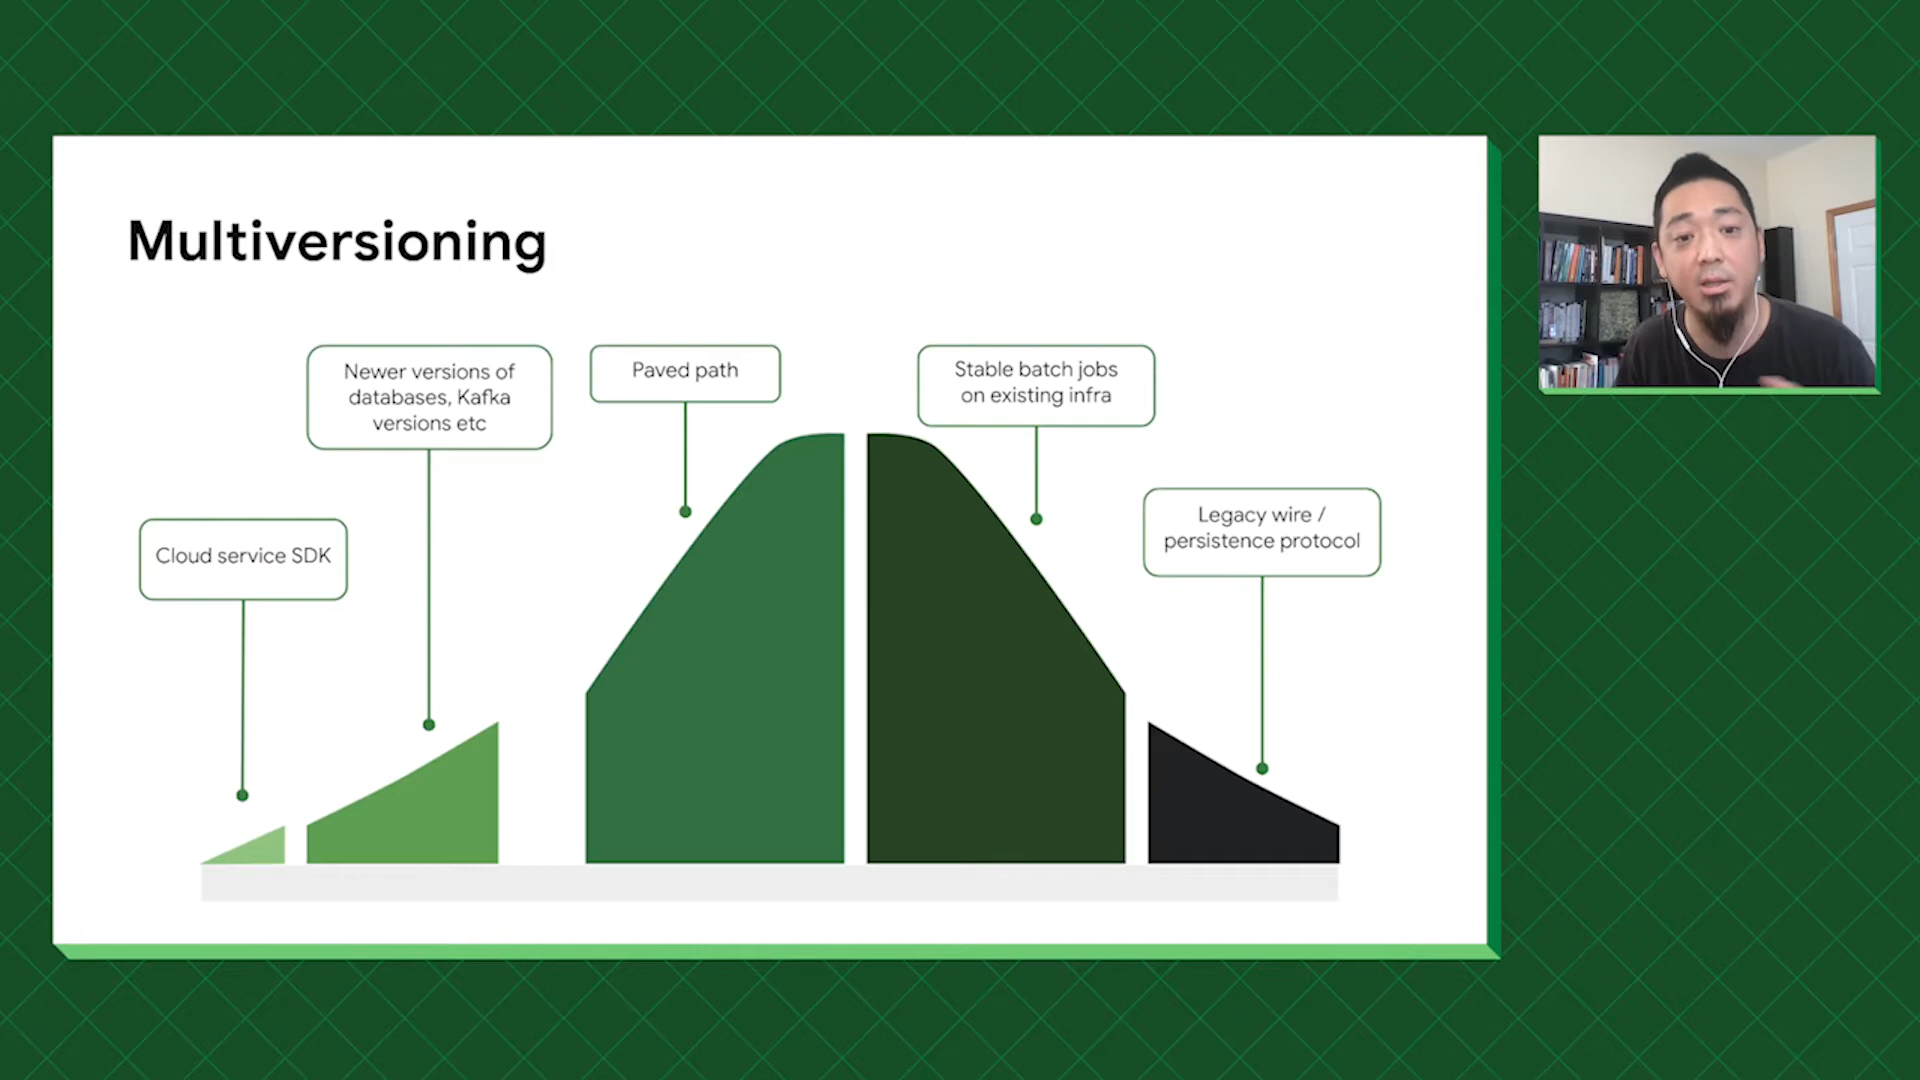 Multiversioning
Newer versions of
databases, Kafka
versions etc
Paved path
Stable batch jobs
on existing infra
Cloud service SDK
Legacy wire /
persistence protocol